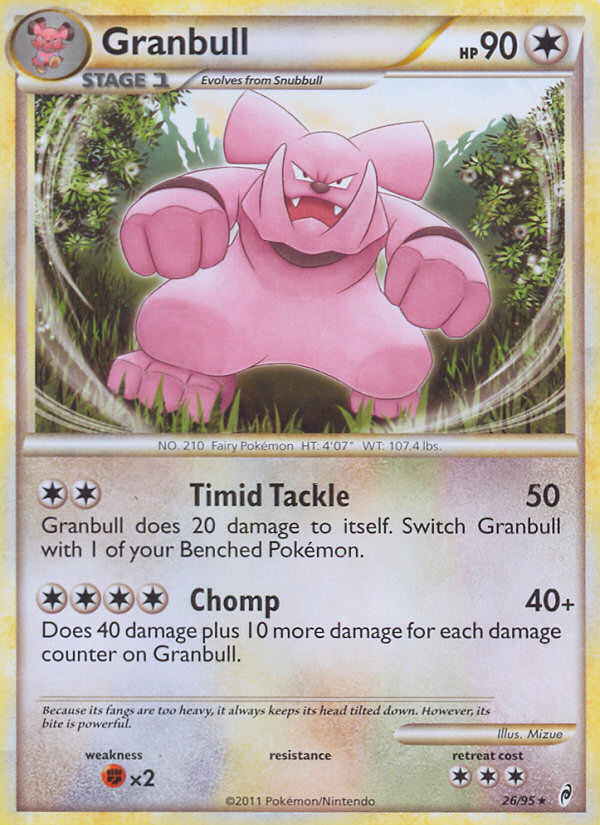 Granbull
HP 90
STAGE 1
Evolves from Snubbull
NO. 210 Fairy Pokémon HT: 4'07" WT: 107.4 lbs.
Timid Tackle 50
Granbull does 20 damage to itself. Switch Granbull
with 1 of your Benched Pokémon.
Chomp 40+
Does 40 damage plus 10 more damage for each damage
counter on Granbull.
Because its fangs are too heavy, it always keeps its head tilted down. However, its
bite is powerful.
Illus. Mizue
weakness resistance retreat cost
×2
©2011 Pokémon/Nintendo
26/95 ★